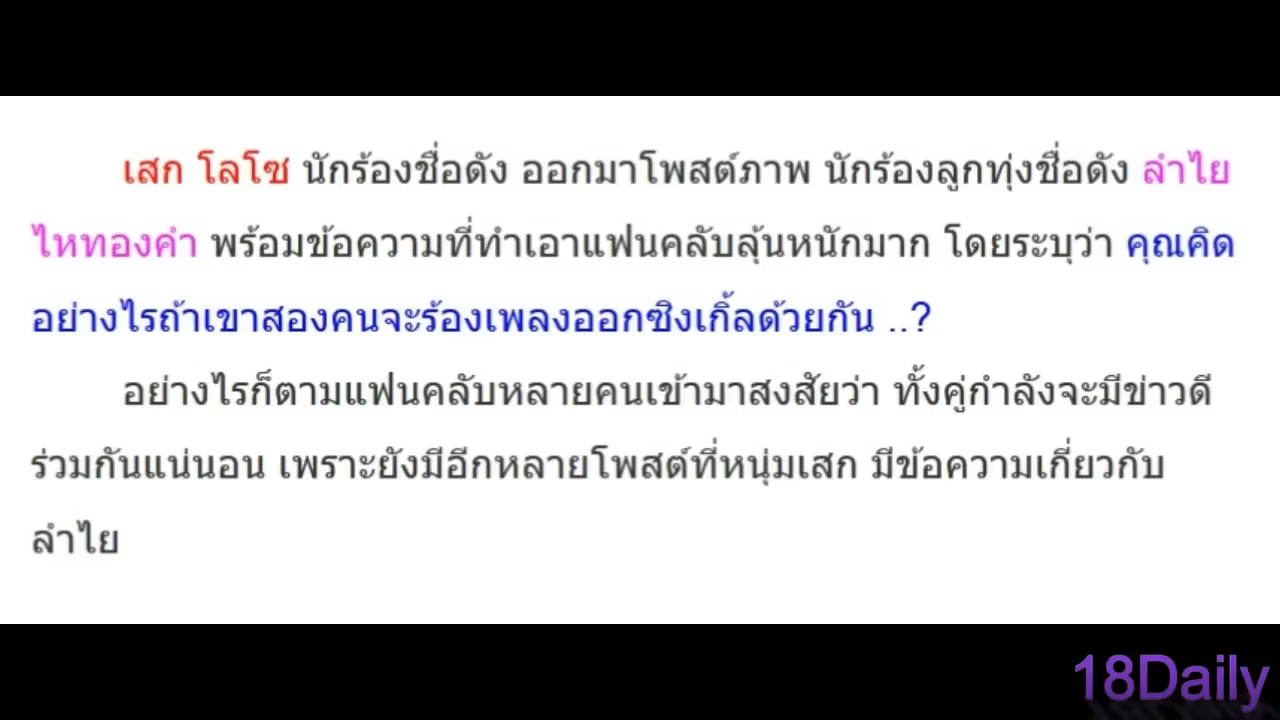 เสก โลโซ นักร้องชื่อดัง ออกมาโพสต์ภาพ นักร้องลูกทุ่งชื่อดัง ลำไย
ไหทองคำ พร้อมข้อความที่ทำเอาแฟนคลับลุ้นหนักมาก โดยระบุว่า คุณคิด
อย่างไรถ้าเขาสองคนจะร้องเพลงออกซิงเกิ้ลด้วยกัน ..?
อย่างไรก็ตามแฟนคลับหลายคนเข้ามาสงสัยว่า ทั้งคู่กำลังจะมีข่าวดี
ร่วมกันแน่นอน เพราะยังมีอีกหลายโพสต์ที่หนุ่มเสก มีข้อความเกี่ยวกับ
ลำไย
18Daily